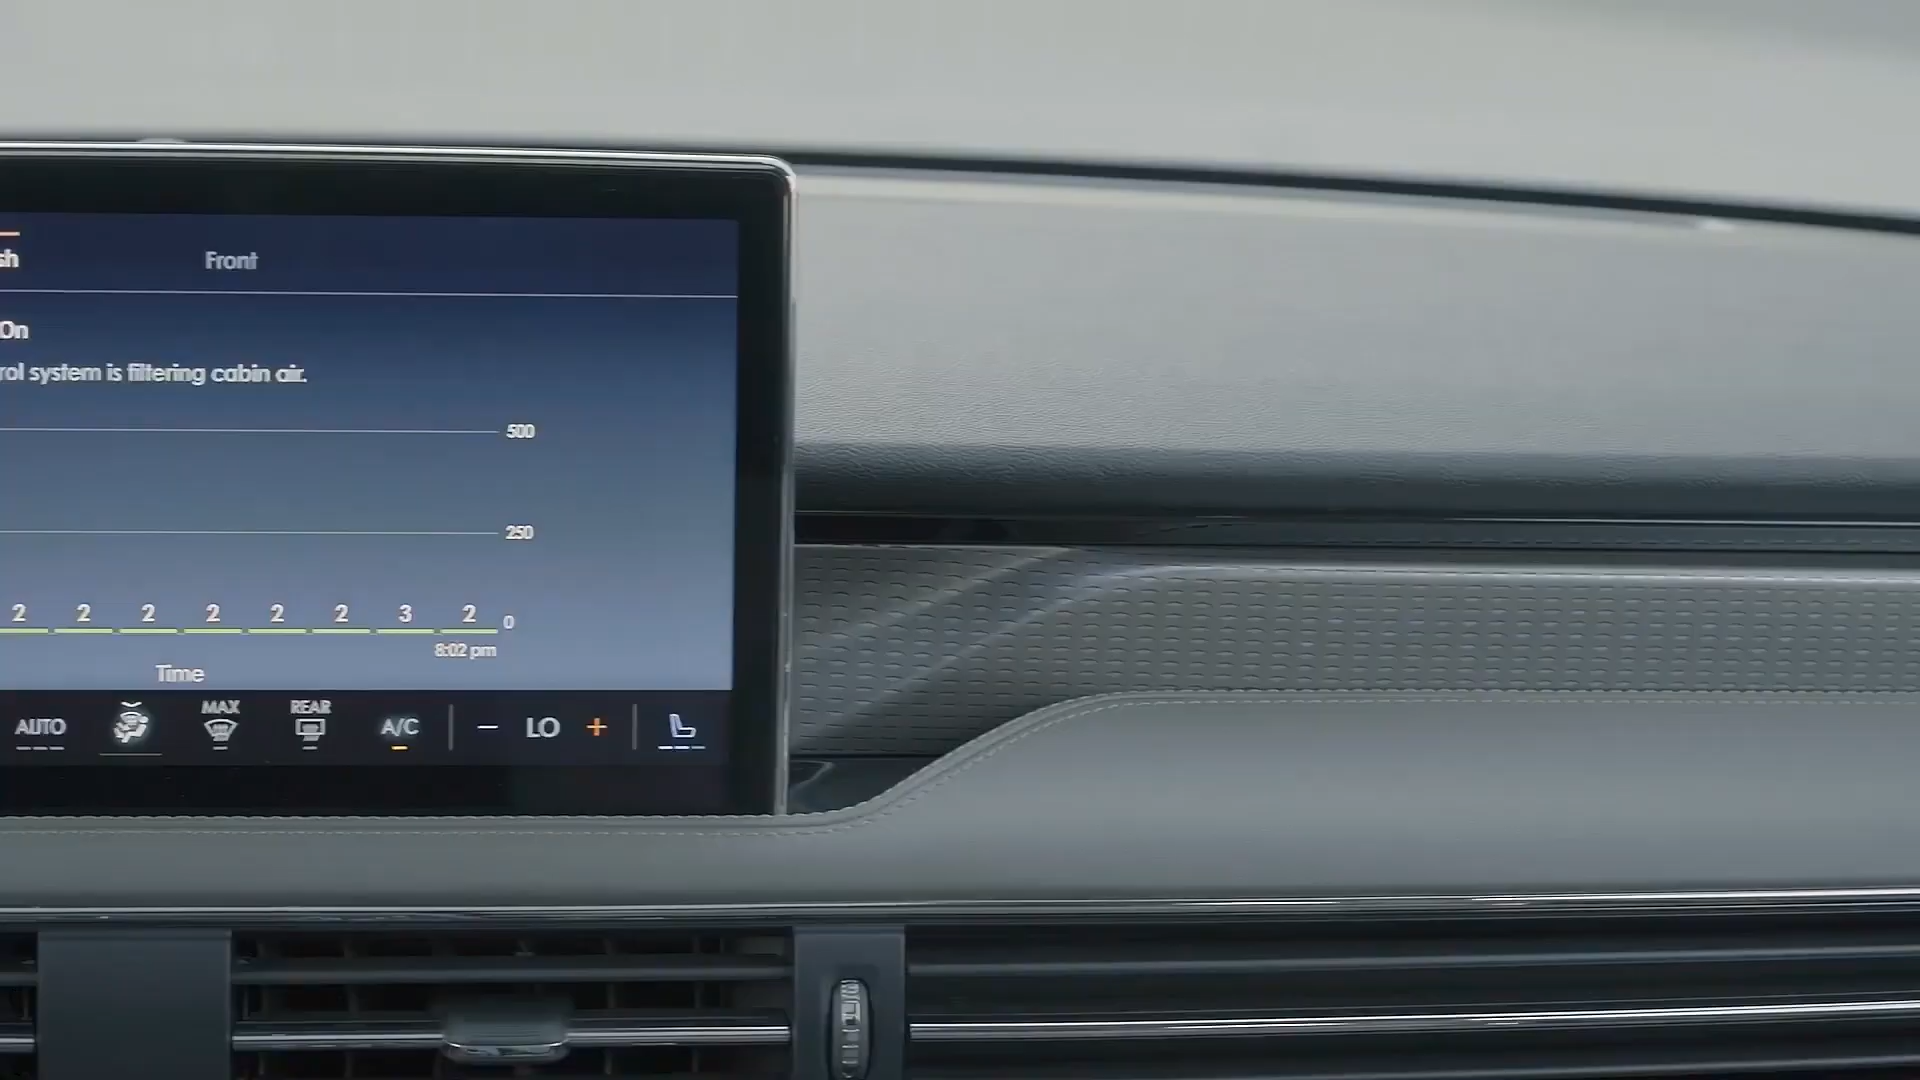 sh Front
On
rol system is filtering cabin air.
500
250
2 2 2 2 2 2 3 2 0
8:02 pm
Time
AUTO MAX REAR A/C − LO +